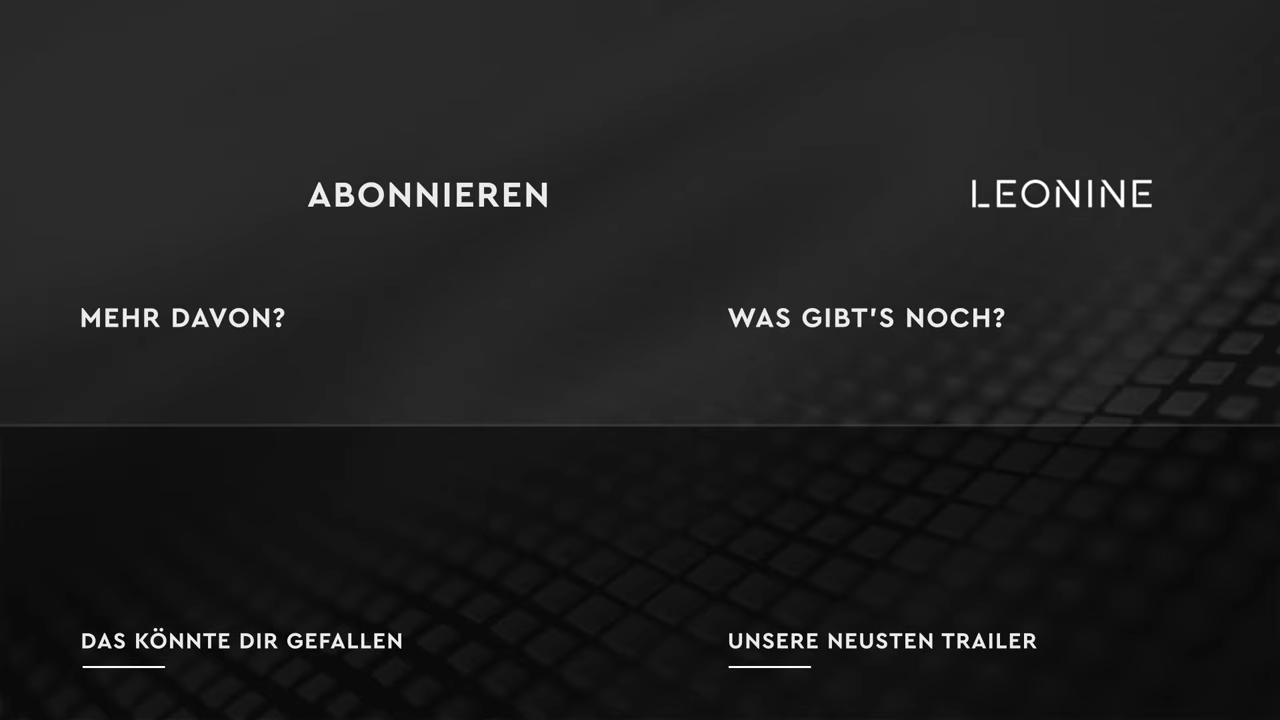 ABONNIEREN
LEONINE
MEHR DAVON?
WAS GIBT'S NOCH?
DAS KÖNNTE DIR GEFALLEN
UNSERE NEUSTEN TRAILER